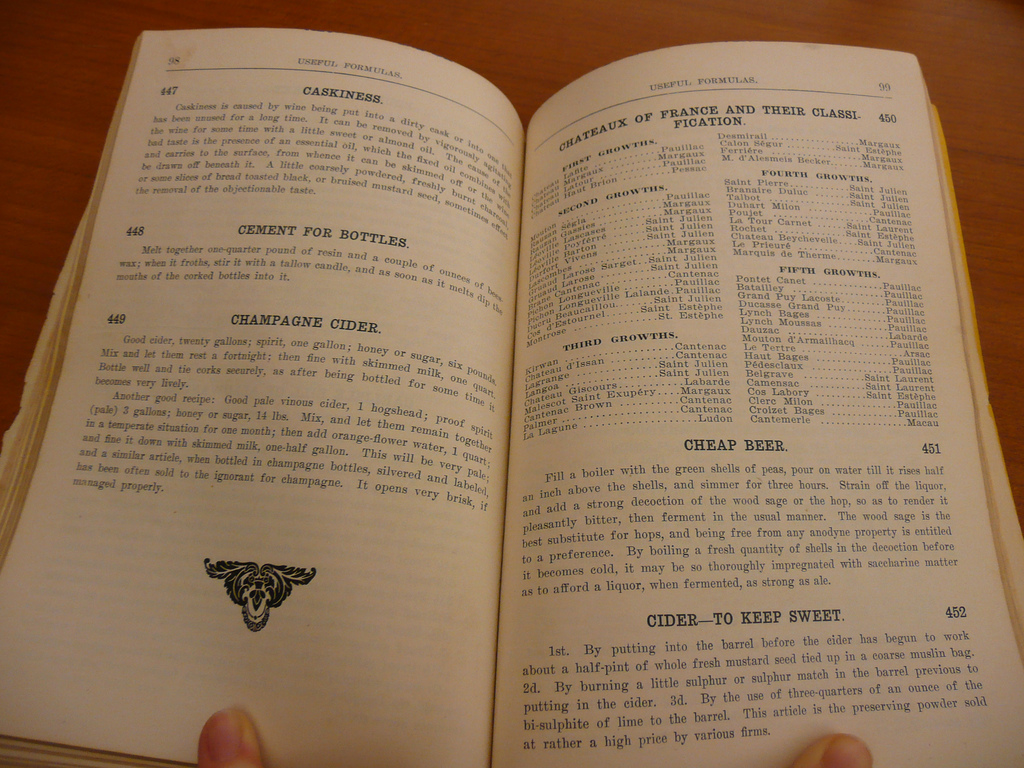 98
USEFUL FORMULAS.
447
CASKINESS.
Caskiness is caused by wine being put into a dirty cask or into one that
has been unused for a long time. It can be removed by vigorously agitating
the wine for some time with a little sweet or almond oil. The cause of the
bad taste is the presence of an essential oil, which the fixed oil combines with
and carries to the surface, from whence it can be skimmed off or the wine
be drawn off beneath it. A little coarsely powdered, freshly burnt charcoal,
or some slices of bread toasted black, or bruised mustard seed, sometimes effect
the removal of the objectionable taste.
448
CEMENT FOR BOTTLES.
Melt together one-quarter pound of resin and a couple of ounces of bees-
wax; when it froths, stir it with a tallow candle, and as soon as it melts dip the
mouths of the corked bottles into it.
449
CHAMPAGNE CIDER.
Good cider, twenty gallons; spirit, one gallon; honey or sugar, six pounds.
Mix and let them rest a fortnight; then fine with skimmed milk, one quart.
Bottle well and tie corks securely, as after being bottled for some time it
becomes very lively.
Another good recipe: Good pale vinous cider, 1 hogshead; proof spirit
(pale) 3 gallons; honey or sugar, 14 lbs. Mix, and let them remain together
in a temperate situation for one month; then add orange-flower water, 1 quart;
and fine it down with skimmed milk, one-half gallon. This will be very pale;
and a similar article, when bottled in champagne bottles, silvered and labeled,
has been often sold to the ignorant for champagne. It opens very brisk, if
managed properly.
USEFUL FORMULAS.
99
CHATEAUX OF FRANCE AND THEIR CLASSI-
FICATION.
450
FIRST GROWTHS.
Chateau Lafite ........ Pauillac
Chateau Margaux ........ Margaux
Chateau Latour ........ Pauillac
Chateau Haut Brion ........ Pessac
SECOND GROWTHS.
Mouton ........ Pauillac
Rauzan Ségla ........ Margaux
Rauzan Gassies ........ Margaux
Léoville Lascases ........ Saint Julien
Léoville Poyferré ........ Saint Julien
Léoville Barton ........ Saint Julien
Durfort Vivens ........ Margaux
Lascombes ........ Margaux
Gruaud Larose Sarget .. Saint Julien
Gruaud Larose ........ Saint Julien
Brane Cantenac ........ Cantenac
Pichon Longueville ........ Pauillac
Pichon Longueville Lalande. Pauillac
Ducru Beaucaillou ...... Saint Julien
Cos d'Estournel ........ Saint Estèphe
Montrose ........ St. Estèphe
THIRD GROWTHS.
Kirwan ........ Cantenac
Château d'Issan ........ Cantenac
Lagrange ........ Saint Julien
Langoa ........ Saint Julien
Chateau Giscours ........ Labarde
Malescot Saint Exupéry .... Margaux
Cantenac Brown ........ Cantenac
Palmer ........ Cantenac
La Lagune ........ Ludon
Desmirail ........ Margaux
Calon Ségur ........ Saint Estèphe
Ferrière ........ Margaux
M. d'Alesmeis Becker ........ Margaux
FOURTH GROWTHS.
Saint Pierre ........ Saint Julien
Branaire Duluc ........ Saint Julien
Talbot ........ Saint Julien
Duhart Milon ........ Pauillac
Poujet ........ Cantenac
La Tour Carnet ........ Saint Laurent
Rochet ........ Saint Estèphe
Chateau Beychevelle .... Saint Julien
Le Prieuré ........ Cantenac
Marquis de Therme ........ Margaux
FIFTH GROWTHS.
Pontet Canet ........ Pauillac
Batailley ........ Pauillac
Grand Puy Lacoste ........ Pauillac
Ducasse Grand Puy ........ Pauillac
Lynch Bages ........ Pauillac
Lynch Moussas ........ Pauillac
Dauzac ........ Labarde
Mouton d'Armailhacq ........ Pauillac
Le Tertre ........ Arsac
Haut Bages ........ Pauillac
Pédesclaux ........ Pauillac
Belgrave ........ Saint Laurent
Camensac ........ Saint Laurent
Cos Labory ........ Saint Estèphe
Clerc Milon ........ Pauillac
Croizet Bages ........ Pauillac
Cantemerle ........ Macau
CHEAP BEER.
451
Fill a boiler with the green shells of peas, pour on water till it rises half
an inch above the shells, and simmer for three hours. Strain off the liquor,
and add a strong decoction of the wood sage or the hop, so as to render it
pleasantly bitter, then ferment in the usual manner. The wood sage is the
best substitute for hops, and being free from any anodyne property is entitled
to a preference. By boiling a fresh quantity of shells in the decoction before
it becomes cold, it may be so thoroughly impregnated with saccharine matter
as to afford a liquor, when fermented, as strong as ale.
CIDER—TO KEEP SWEET.
452
1st. By putting into the barrel before the cider has begun to work
about a half-pint of whole fresh mustard seed tied up in a coarse muslin bag.
2d. By burning a little sulphur or sulphur match in the barrel previous to
putting in the cider. 3d. By the use of three-quarters of an ounce of the
bi-sulphite of lime to the barrel. This article is the preserving powder sold
at rather a high price by various firms.